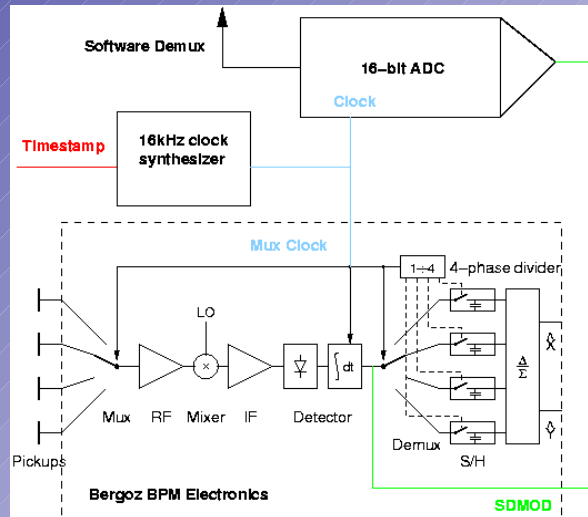 Software Demux
16-bit ADC
Clock
Timestamp
16kHz clock
synthesizer
Mux Clock
1÷4
4-phase divider
LO
×
∫dt
Δ
Σ
X
Y
Mux
RF
Mixer
IF
Detector
Demux
S/H
Pickups
Bergoz BPM Electronics
SDMOD